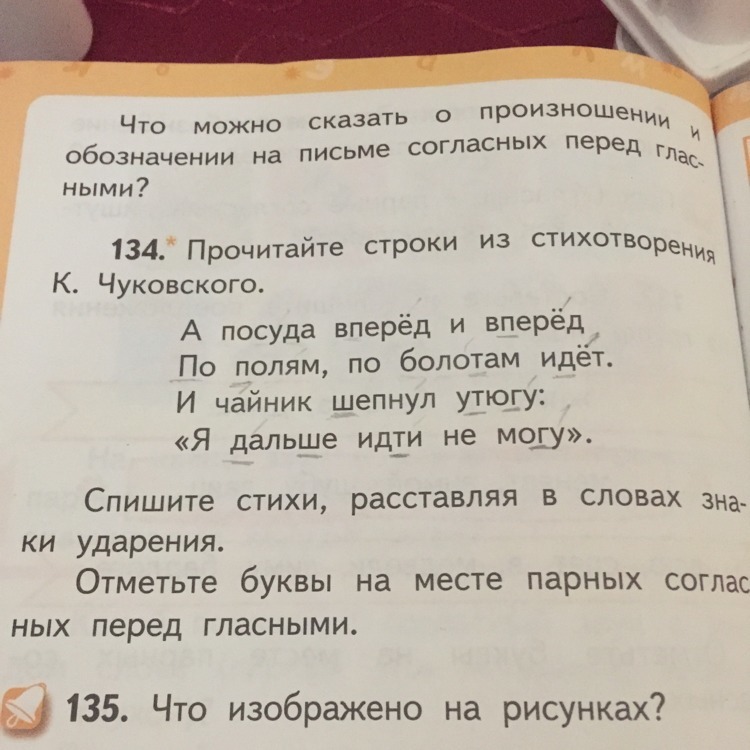 Что можно сказать о произношении и
обозначении на письме согласных перед глас-
ными?
134.* Прочитайте строки из стихотворения
К. Чуковского.
А посуда вперёд и вперёд
По полям, по болотам идёт.
И чайник шепнул утюгу:
«Я дальше идти не могу».
Спишите стихи, расставляя в словах зна-
ки ударения.
Отметьте буквы на месте парных соглас
ных перед гласными.
135. Что изображено на рисунках?